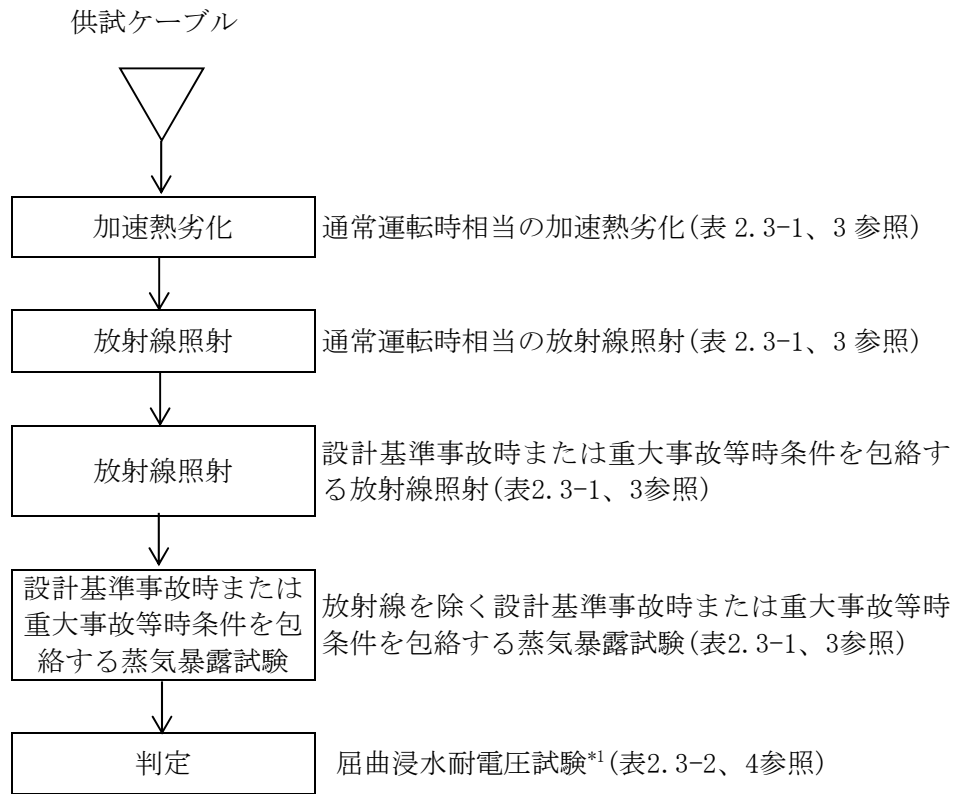 供試ケーブル
加速熱劣化
通常運転時相当の加速熱劣化(表 2.3-1、3 参照)
放射線照射
通常運転時相当の放射線照射(表 2.3-1、3 参照)
放射線照射
設計基準事故時または重大事故等時条件を包絡す
る放射線照射(表2.3-1、3参照)
設計基準事故時または
重大事故等時条件を包
絡する蒸気暴露試験
放射線を除く設計基準事故時または重大事故等時
条件を包絡する蒸気暴露試験(表2.3-1、3参照)
判定
屈曲浸水耐電圧試験*1(表2.3-2、4参照)